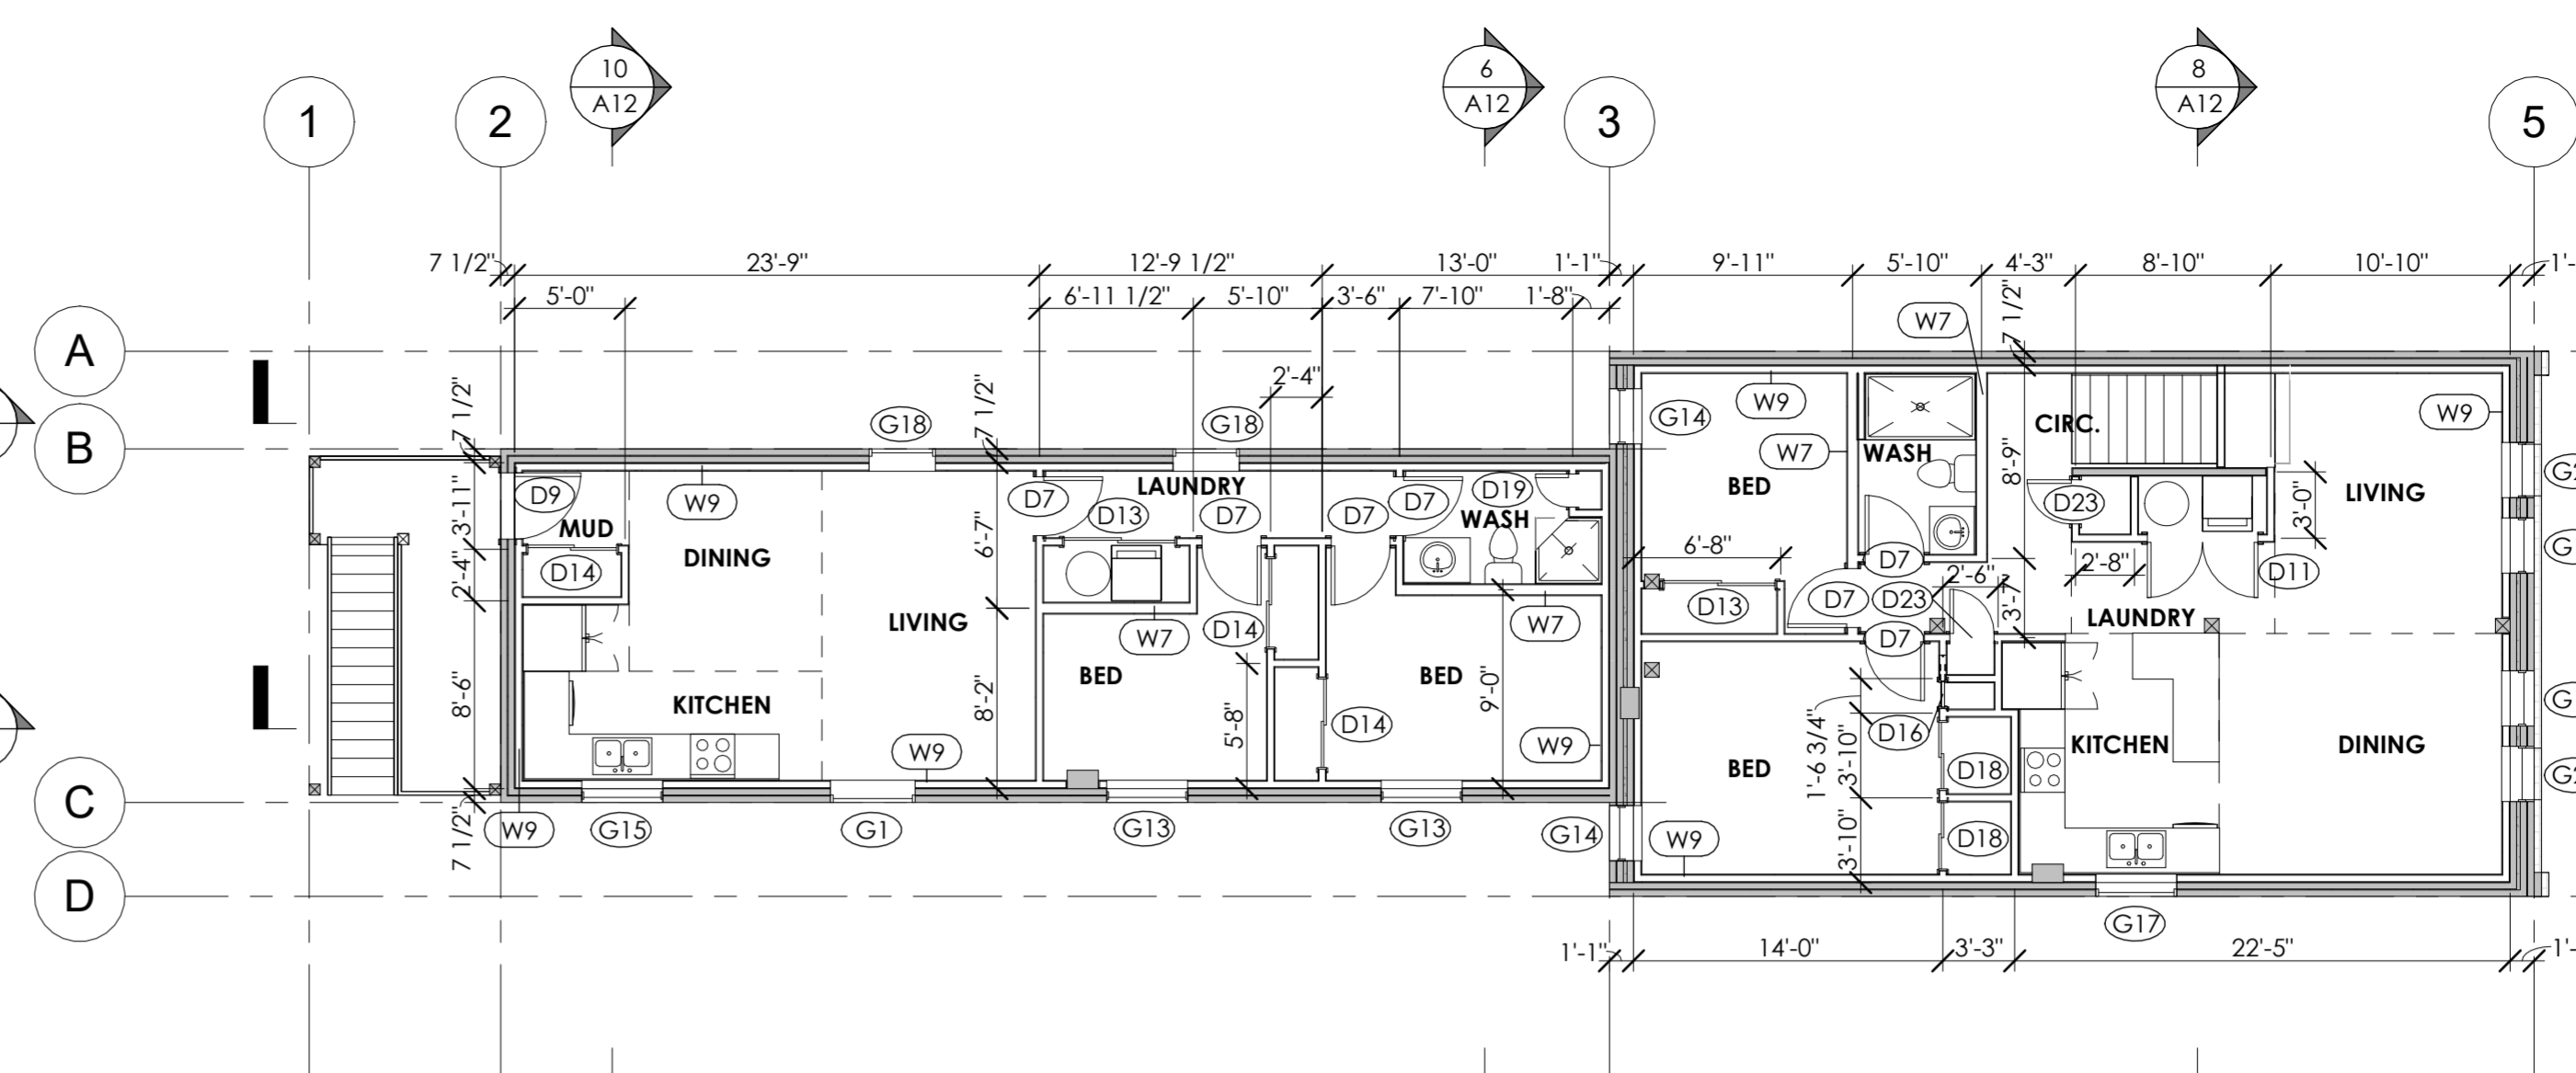 10
A12
6
A12
8
A12
1
2
3
5
7 1/2"
23'-9"
12'-9 1/2"
13'-0"
1'-1"
9'-11"
5'-10"
4'-3"
8'-10"
10'-10"
5'-0"
6'-11 1/2"
5'-10"
3'-6"
7'-10"
1'-8"
7 1/2"
W7
A
B
C
D
7 1/2"
7 1/2"
2'-4"
G18
G18
G14
W9
W7
WASH
CIRC.
W9
8'-9"
D9
3'-11"
MUD
W9
DINING
D7
LAUNDRY
D13
D7
D7
D7
D19
WASH
BED
D23
LIVING
3'-0"
6'-7"
2'-4"
D14
6'-8"
D7
2'-8"
D11
2'-6"
D13
D7
D23
3'-7"
LAUNDRY
LIVING
W7
D14
W7
D7
8'-6"
KITCHEN
8'-2"
BED
BED
9'-0"
5'-8"
D14
W9
W9
BED
1'-6 3/4"
3'-10"
D16
KITCHEN
DINING
D18
7 1/2"
W9
G15
G1
G13
G13
G14
W9
3'-10"
D18
G17
1'-1"
14'-0"
3'-3"
22'-5"